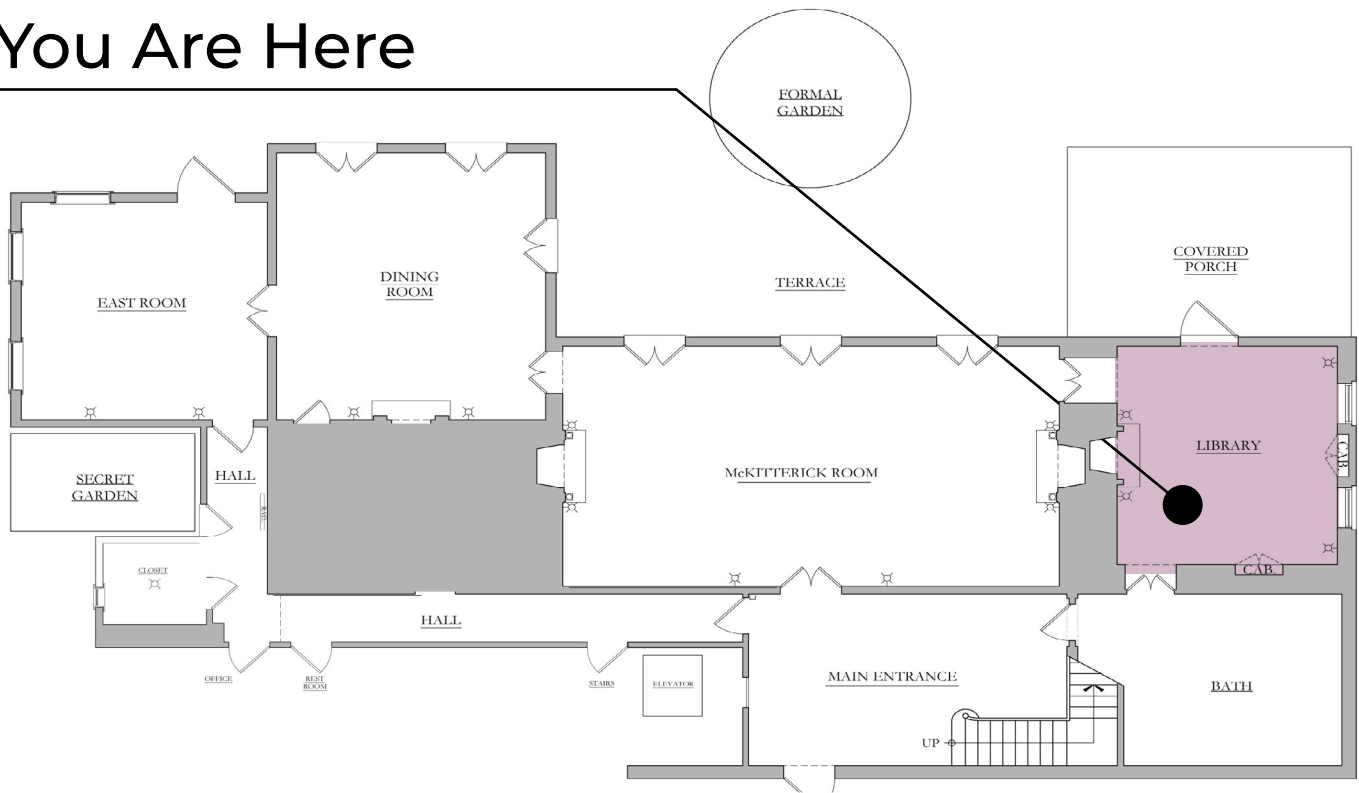 You Are Here
FORMAL
GARDEN
COVERED
PORCH
DINING
ROOM
TERRACE
EAST ROOM
LIBRARY
CAB.
McKITTERICK ROOM
HALL
SECRET
GARDEN
CLOSET
CAB.
HALL
OFFICE
REST
ROOM
STAIRS
ELEVATOR
MAIN ENTRANCE
BATH
UP